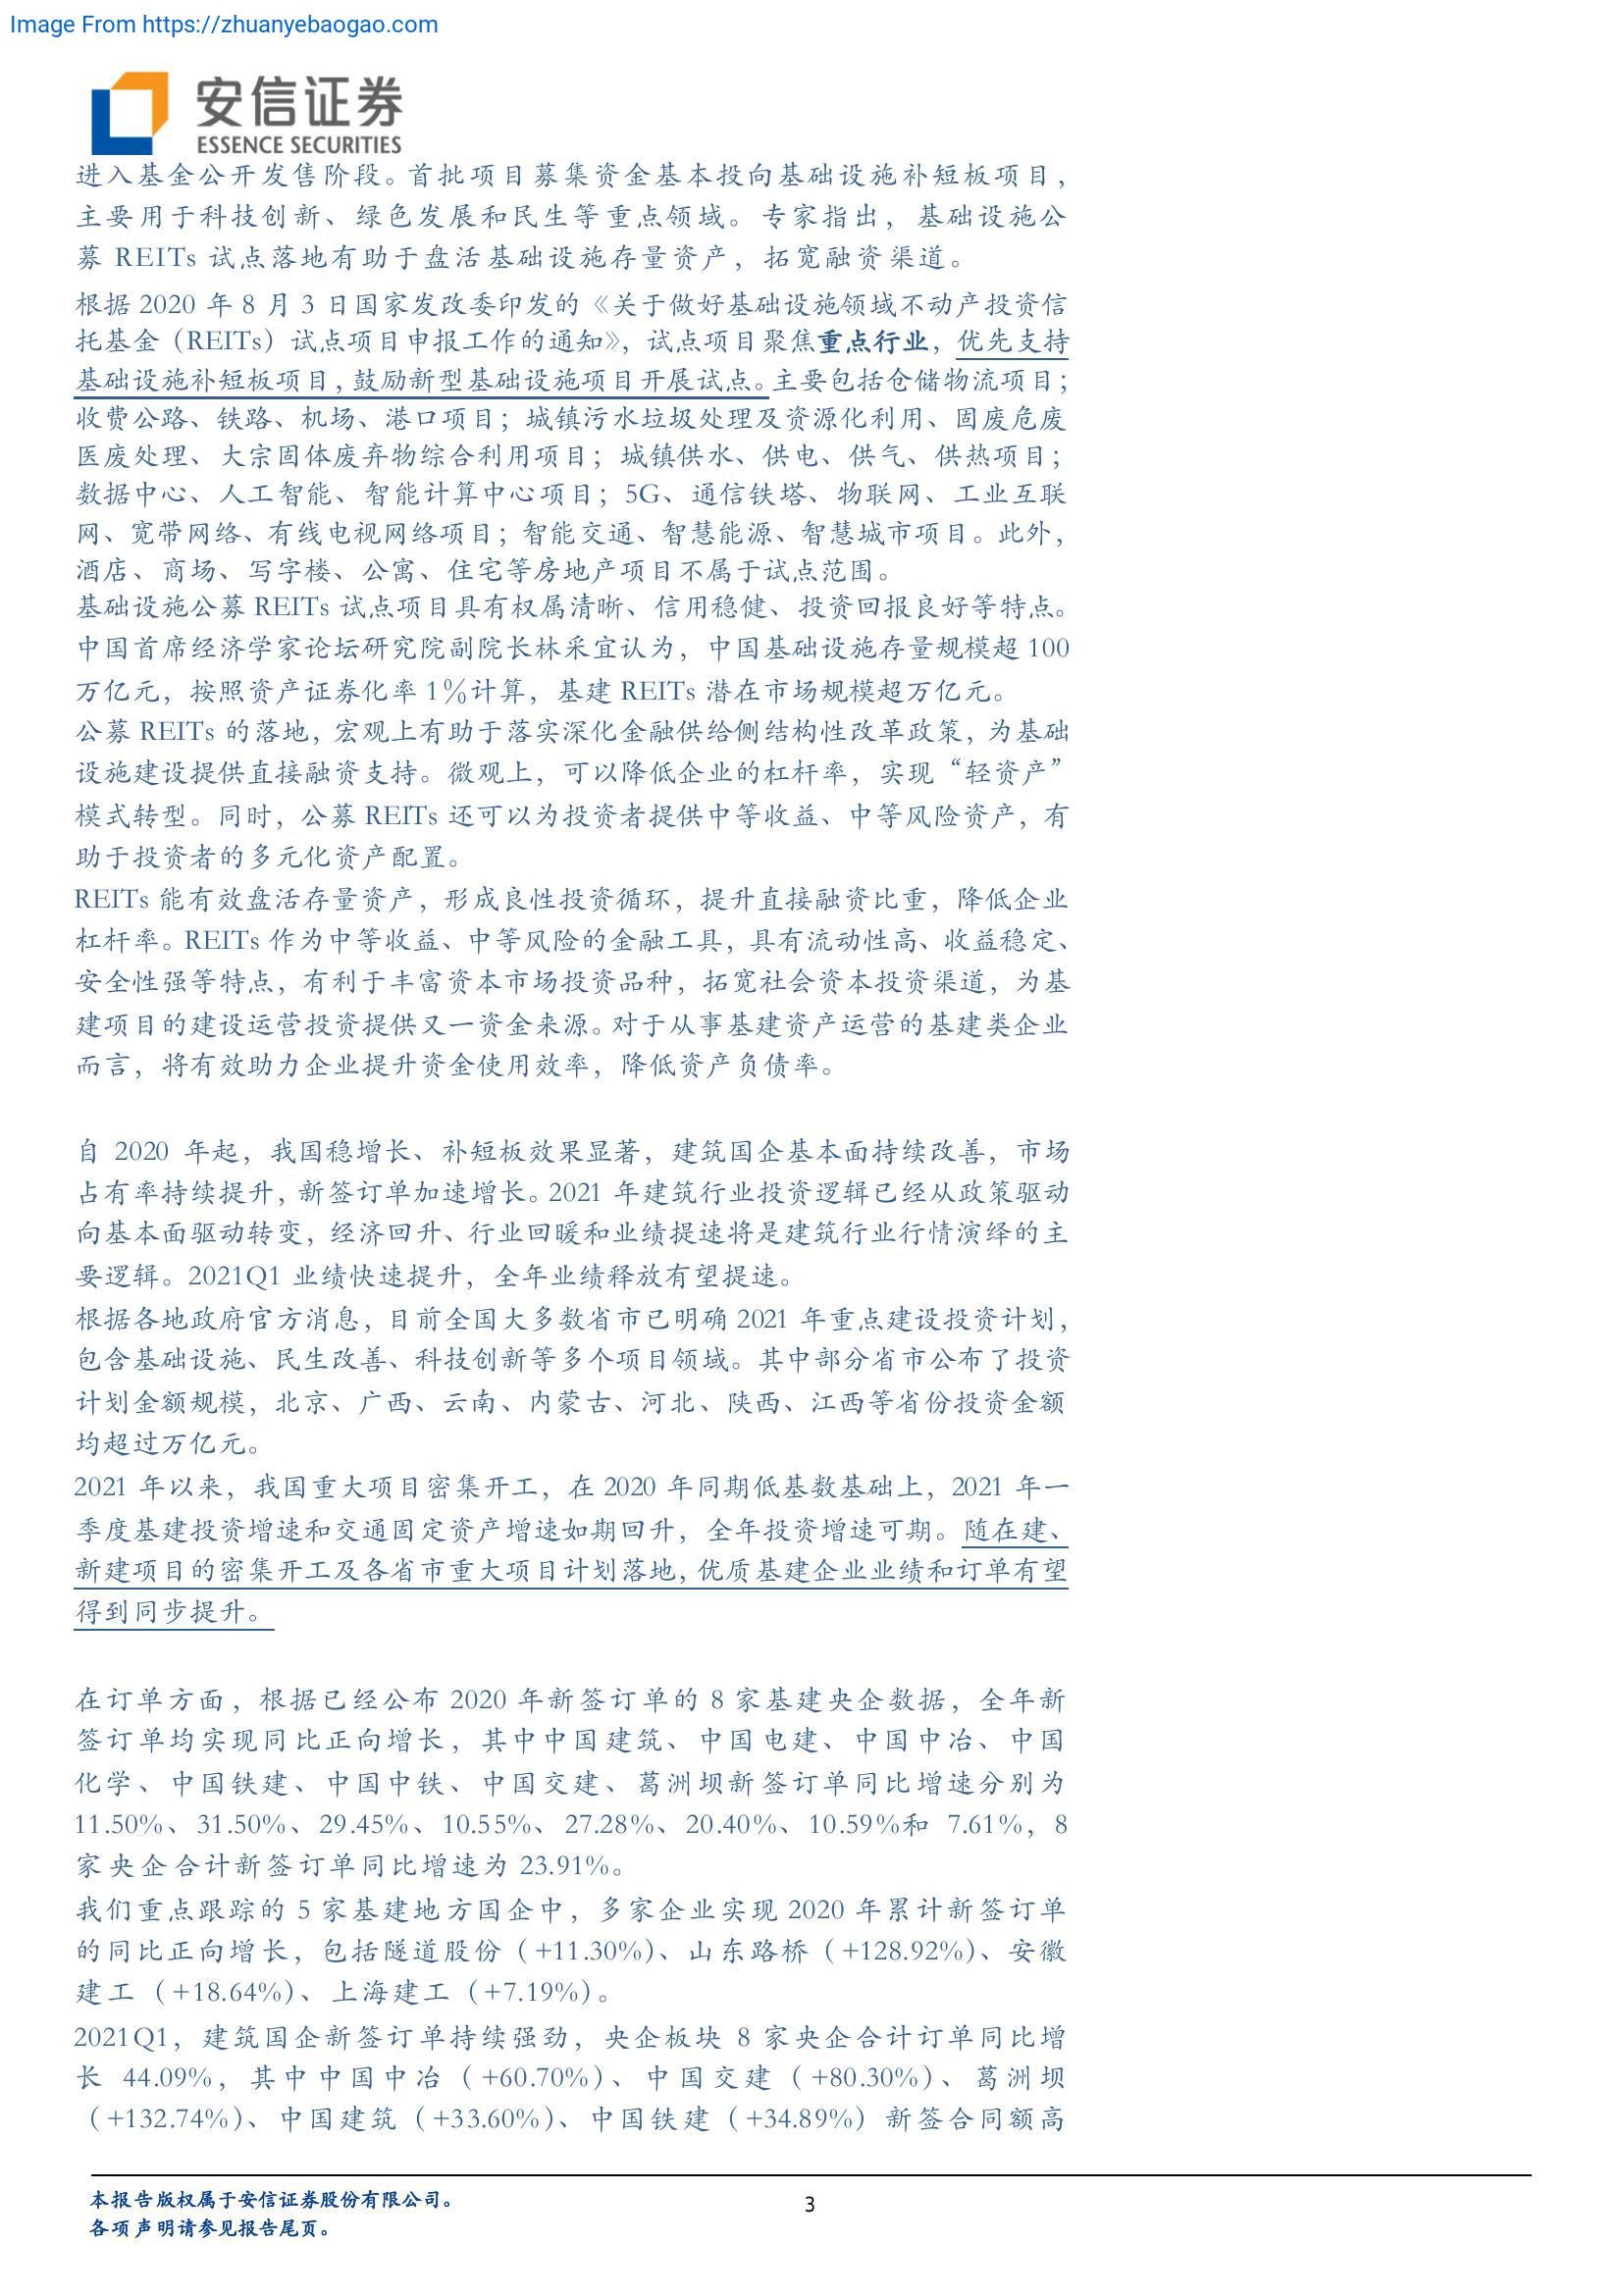 Image From https://zhuanyebaogao.com
安信证券
ESSENCE SECURITIES
进入基金公开发售阶段。首批项目募集资金基本投向基础设施补短板项目，
主要用于科技创新、绿色发展和民生等重点领域。专家指出，基础设施公
募 REITs 试点落地有助于盘活基础设施存量资产，拓宽融资渠道。
根据 2020 年 8 月 3 日国家发改委印发的《关于做好基础设施领域不动产投资信
托基金（REITs）试点项目申报工作的通知》，试点项目聚焦重点行业，优先支持
基础设施补短板项目，鼓励新型基础设施项目开展试点。主要包括仓储物流项目；
收费公路、铁路、机场、港口项目；城镇污水垃圾处理及资源化利用、固废危废
医废处理、大宗固体废弃物综合利用项目；城镇供水、供电、供气、供热项目；
数据中心、人工智能、智能计算中心项目；5G、通信铁塔、物联网、工业互联
网、宽带网络、有线电视网络项目；智能交通、智慧能源、智慧城市项目。此外，
酒店、商场、写字楼、公寓、住宅等房地产项目不属于试点范围。
基础设施公募 REITs 试点项目具有权属清晰、信用稳健、投资回报良好等特点。
中国首席经济学家论坛研究院副院长林采宜认为，中国基础设施存量规模超 100
万亿元，按照资产证券化率 1%计算，基建 REITs 潜在市场规模超万亿元。
公募 REITs 的落地，宏观上有助于落实深化金融供给侧结构性改革政策，为基础
设施建设提供直接融资支持。微观上，可以降低企业的杠杆率，实现“轻资产”
模式转型。同时，公募 REITs 还可以为投资者提供中等收益、中等风险资产，有
助于投资者的多元化资产配置。
REITs 能有效盘活存量资产，形成良性投资循环，提升直接融资比重，降低企业
杠杆率。REITs 作为中等收益、中等风险的金融工具，具有流动性高、收益稳定、
安全性强等特点，有利于丰富资本市场投资品种，拓宽社会资本投资渠道，为基
建项目的建设运营投资提供又一资金来源。对于从事基建资产运营的基建类企业
而言，将有效助力企业提升资金使用效率，降低资产负债率。
自 2020 年起，我国稳增长、补短板效果显著，建筑国企基本面持续改善，市场
占有率持续提升，新签订单加速增长。2021 年建筑行业投资逻辑已经从政策驱动
向基本面驱动转变，经济回升、行业回暖和业绩提速将是建筑行业行情演绎的主
要逻辑。2021Q1 业绩快速提升，全年业绩释放有望提速。
根据各地政府官方消息，目前全国大多数省市已明确 2021 年重点建设投资计划，
包含基础设施、民生改善、科技创新等多个项目领域。其中部分省市公布了投资
计划金额规模，北京、广西、云南、内蒙古、河北、陕西、江西等省份投资金额
均超过万亿元。
2021 年以来，我国重大项目密集开工，在 2020 年同期低基数基础上，2021 年一
季度基建投资增速和交通固定资产增速如期回升，全年投资增速可期。随在建、
新建项目的密集开工及各省市重大项目计划落地，优质基建企业业绩和订单有望
得到同步提升。
在订单方面，根据已经公布 2020 年新签订单的 8 家基建央企数据，全年新
签订单均实现同比正向增长，其中中国建筑、中国电建、中国中冶、中国
化学、中国铁建、中国中铁、中国交建、葛洲坝新签订单同比增速分别为
11.50%、31.50%、29.45%、10.55%、27.28%、20.40%、10.59%和 7.61%，8
家央企合计新签订单同比增速为 23.91%。
我们重点跟踪的 5 家基建地方国企中，多家企业实现 2020 年累计新签订单
的同比正向增长，包括隧道股份（+11.30%）、山东路桥（+128.92%）、安徽
建工（+18.64%）、上海建工（+7.19%）。
2021Q1，建筑国企新签订单持续强劲，央企板块 8 家央企合计订单同比增
长 44.09%，其中中国中冶（+60.70%）、中国交建（+80.30%）、葛洲坝
（+132.74%）、中国建筑（+33.60%）、中国铁建（+34.89%）新签合同额高
本报告版权属于安信证券股份有限公司。
3
各项声明请参见报告尾页。